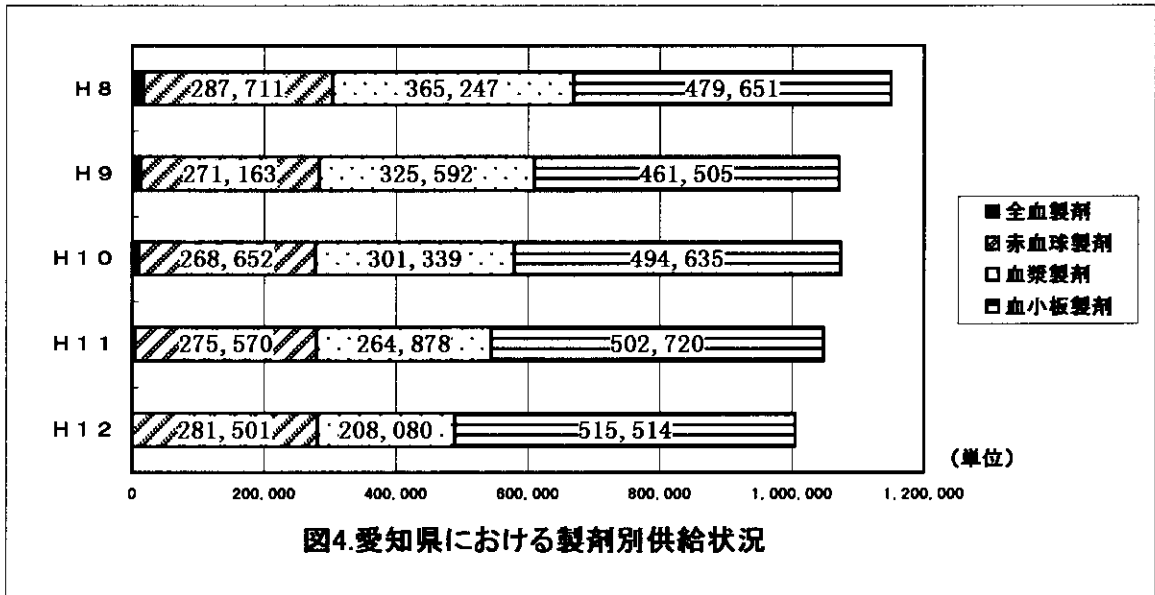 H8
287,711
365,247
479,651
H9
271,163
325,592
461,505
H10
268,652
301,339
494,635
H11
275,570
264,878
502,720
H12
281,501
208,080
515,514
(単位)
0
200,000
400,000
600,000
800,000
1,000,000
1,200,000
全血製剤
赤血球製剤
血漿製剤
血小板製剤
図4.愛知県における製剤別供給状況